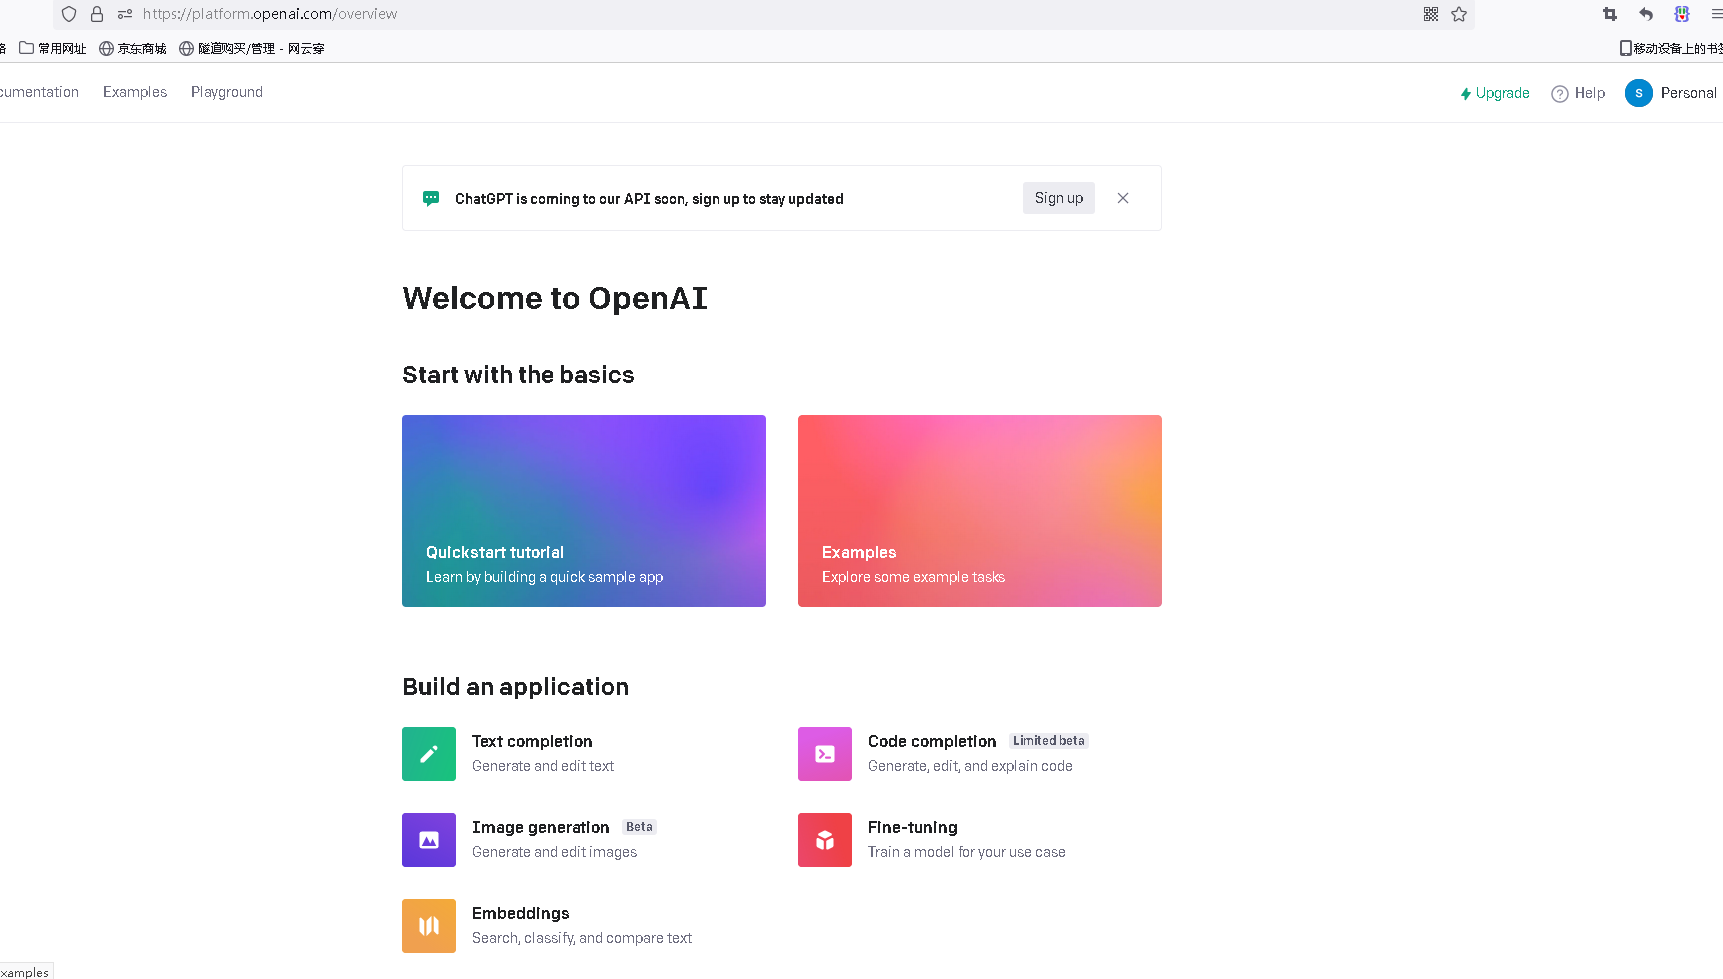 https://platform.openai.com/overview
常用网址 京东商城 隧道购买/管理 - 网云穿
移动设备上的书签
cumentation Examples Playground
Upgrade Help S Personal
ChatGPT is coming to our API soon, sign up to stay updated Sign up
Welcome to OpenAI
Start with the basics
Quickstart tutorial
Learn by building a quick sample app
Examples
Explore some example tasks
Build an application
Text completion
Generate and edit text
Code completion Limited beta
Generate, edit, and explain code
Image generation Beta
Generate and edit images
Fine-tuning
Train a model for your use case
Embeddings
Search, classify, and compare text
xamples